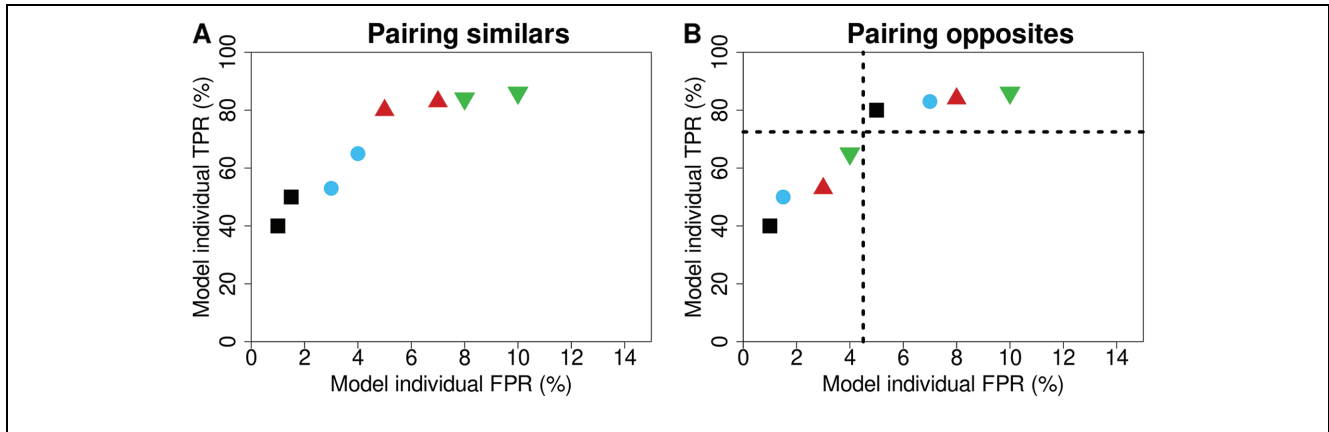 A Pairing similars
Model individual TPR (%)
0 20 40 60 80 100
0 2 4 6 8 10 12 14
Model individual FPR (%)
B Pairing opposites
Model individual TPR (%)
0 20 40 60 80 100
0 2 4 6 8 10 12 14
Model individual FPR (%)